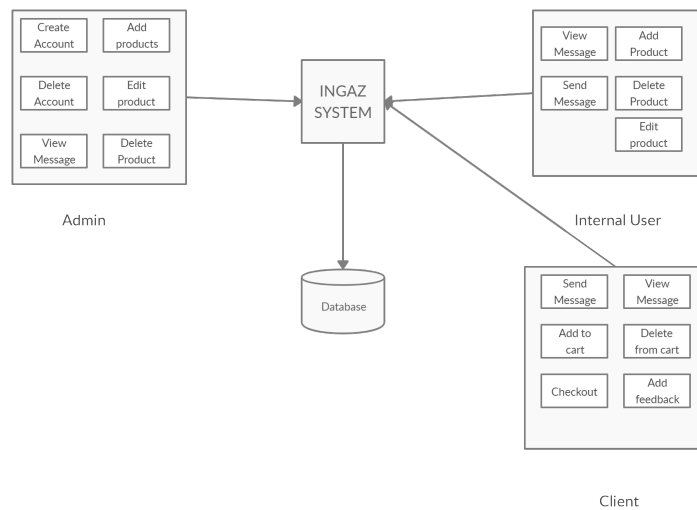 Create
Account
Add
products
Delete
Account
Edit
product
View
Message
Delete
Product
Admin
INGAZ
SYSTEM
Database
View
Message
Add
Product
Send
Message
Delete
Product
Edit
product
Internal User
Send
Message
View
Message
Add to
cart
Delete
from cart
Checkout
Add
feedback
Client